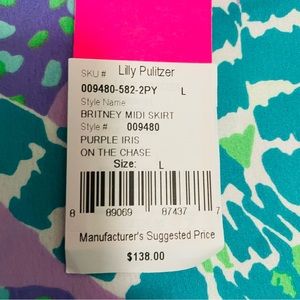 SKU # Lilly Pulitzer
009480-582-2PY L
Style Name
BRITNEY MIDI SKIRT
Style # 009480
PURPLE IRIS
ON THE CHASE
Size: L
8 89069 87437 7
Manufacturer's Suggested Price
$138.00